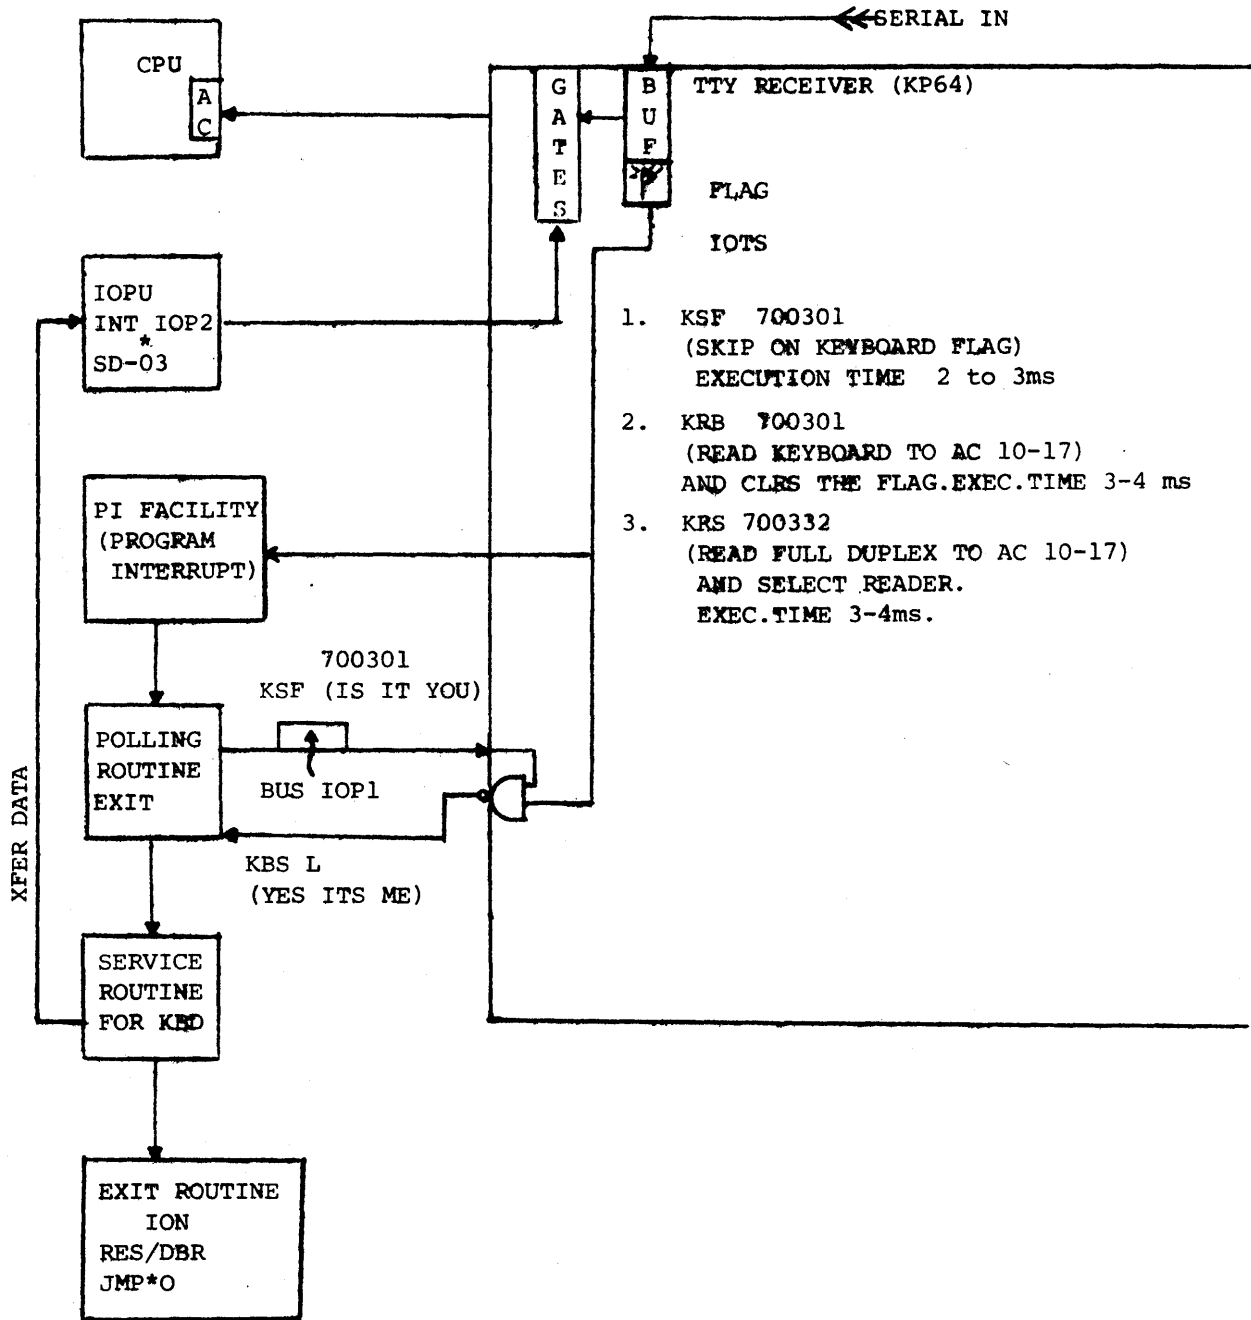 SERIAL IN
CPU
AC
GATES
BUF
TTY RECEIVER (KP64)
FLAG
IOTS
IOPU
INT IOP2
*
SD-03
1. KSF 700301
(SKIP ON KEYBOARD FLAG)
EXECUTION TIME 2 to 3ms
2. KRB 700301
(READ KEYBOARD TO AC 10-17)
AND CLRS THE FLAG.EXEC.TIME 3-4 ms
3. KRS 700332
(READ FULL DUPLEX TO AC 10-17)
AND SELECT READER.
EXEC.TIME 3-4ms.
PI FACILITY
(PROGRAM
INTERRUPT)
700301
KSF (IS IT YOU)
POLLING
ROUTINE
EXIT
BUS IOP1
KBS L
(YES ITS ME)
XFER DATA
SERVICE
ROUTINE
FOR KBD
EXIT ROUTINE
ION
RES/DBR
JMP*O